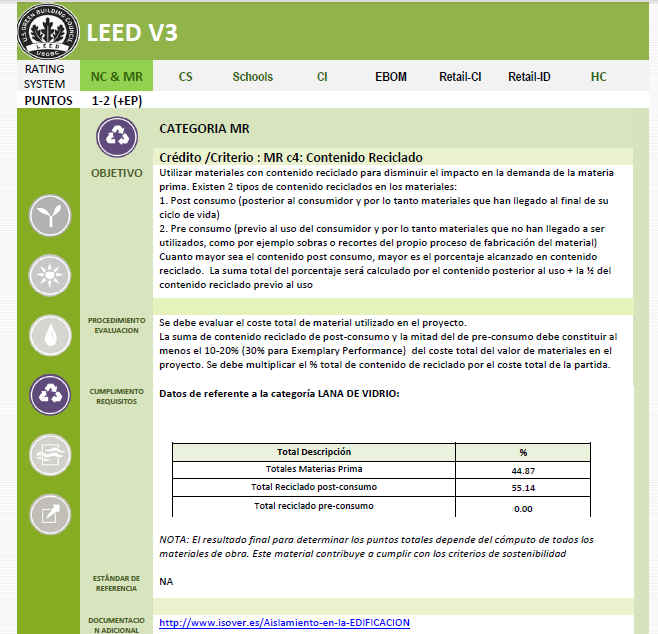 U.S. GREEN BUILDING COUNCIL
LEED
USGBC
LEED V3
RATING
SYSTEM
NC & MR CS Schools CI EBOM Retail-CI Retail-ID HC
PUNTOS 1-2 (+EP)
CATEGORIA MR
Crédito /Criterio : MR c4: Contenido Reciclado
OBJETIVO
Utilizar materiales con contenido reciclado para disminuir el impacto en la demanda de la materia
prima. Existen 2 tipos de contenido reciclados en los materiales:
1. Post consumo (posterior al consumidor y por lo tanto materiales que han llegado al final de su
ciclo de vida)
2. Pre consumo (previo al uso del consumidor y por lo tanto materiales que no han llegado a ser
utilizados, como por ejemplo sobras o recortes del propio proceso de fabricación del material)
Cuanto mayor sea el contenido post consumo, mayor es el porcentaje alcanzado en contenido
reciclado. La suma total del porcentaje será calculado por el contenido posterior al uso + la ½ del
contenido reciclado previo al uso
PROCEDIMIENTO
EVALUACION
Se debe evaluar el coste total de material utilizado en el proyecto.
La suma de contenido reciclado de post-consumo y la mitad del de pre-consumo debe constituir al
menos el 10-20% (30% para Exemplary Performance) del coste total del valor de materiales en el
proyecto. Se debe multiplicar el % total de contenido de reciclado por el coste total de la partida.
CUMPLIMIENTO
REQUISITOS
Datos de referente a la categoría LANA DE VIDRIO:
Total Descripción %
Totales Materias Prima 44.87
Total Reciclado post-consumo 55.14
Total reciclado pre-consumo 0.00
NOTA: El resultado final para determinar los puntos totales depende del cómputo de todos los
materiales de obra. Este material contribuye a cumplir con los criterios de sostenibilidad
ESTÁNDAR DE
REFERENCIA
NA
DOCUMENTACIO
N ADICIONAL
http://www.isover.es/Aislamiento-en-la-EDIFICACION